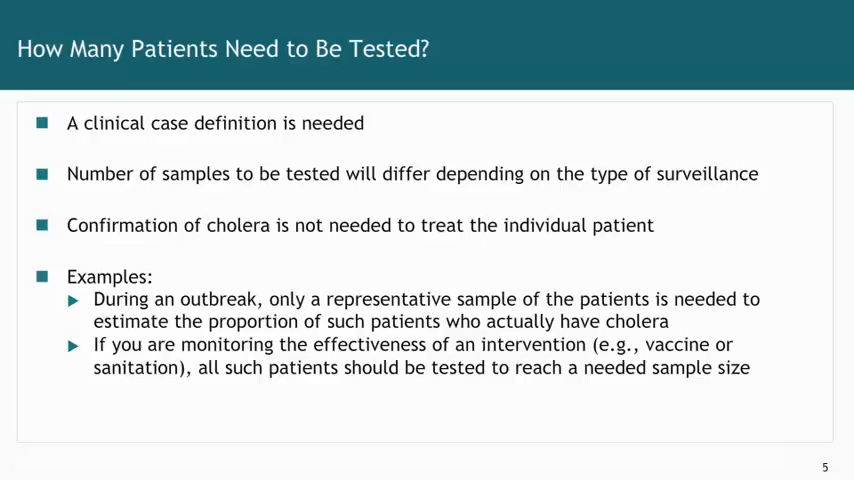 How Many Patients Need to Be Tested?
A clinical case definition is needed
Number of samples to be tested will differ depending on the type of surveillance
Confirmation of cholera is not needed to treat the individual patient
Examples:
During an outbreak, only a representative sample of the patients is needed to
estimate the proportion of such patients who actually have cholera
If you are monitoring the effectiveness of an intervention (e.g., vaccine or
sanitation), all such patients should be tested to reach a needed sample size
5